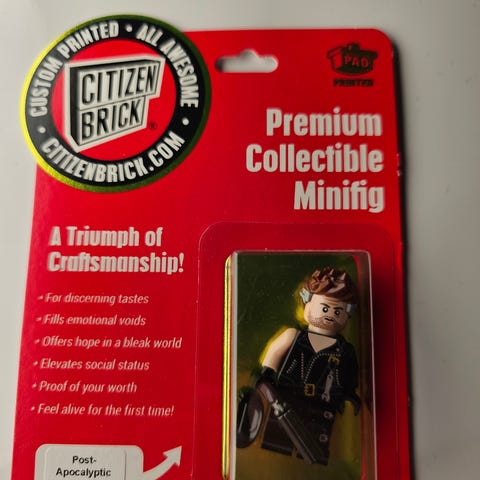 CUSTOM PRINTED • ALL AWESOME •
CITIZENBRICK.COM
CITIZEN
BRICK®
PAD
PRINTED
Premium
Collectible
Minifig
A Triumph of
Craftsmanship!
• For discerning tastes
• Fills emotional voids
• Offers hope in a bleak world
• Elevates social status
• Proof of your worth
• Feel alive for the first time!
Post-
Apocalyptic